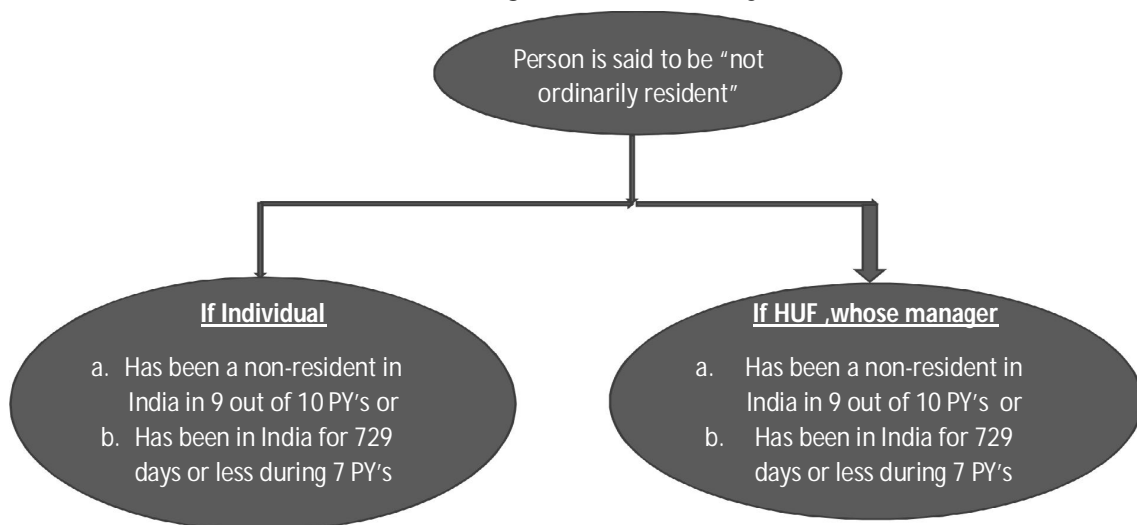 Person is said to be “not
ordinarily resident”
If Individual
a. Has been a non-resident in
India in 9 out of 10 PY’s or
b. Has been in India for 729
days or less during 7 PY’s
If HUF ,whose manager
a. Has been a non-resident in
India in 9 out of 10 PY’s or
b. Has been in India for 729
days or less during 7 PY’s